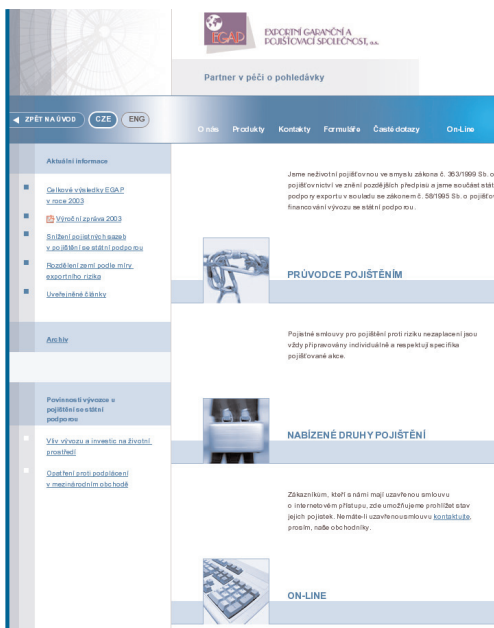 EGAP
EXPORTNÍ GARANČNÍ A
POJIŠŤOVACÍ SPOLEČNOST, a.s.
Partner v péči o pohledávky
ZPĚT NA ÚVOD CZE ENG
O nás Produkty Kontakty Formuláře Časté dotazy On-Line
Aktuální informace
Celkové výsledky EGAP
v roce 2003
Výroční zpráva 2003
Snížení pojistných sazeb
v pojištění se státní podporou
Rozdělení zemí podle míry
exportního rizika
Uveřejněné články
Archiv
Povinnosti vývozce u
pojištění se státní
podporou
Vliv vývozu a investic na životní
prostředí
Opatření proti podplácení
v mezinárodním obchodě
Jsme neživotní pojišťovnou ve smyslu zákona č. 363/1999 Sb. o
pojišťovnictví ve znění pozdějších předpisů a jsme součást stát
podpory exportu v souladu se zákonem č. 58/1995 Sb. o pojišťov
financování vývozu se státní podporou.
PRŮVODCE POJIŠTĚNÍM
Pojistné smlouvy pro pojištění proti riziku nezaplacení jsou
vždy připravovány individuálně a respektují specifika
pojišťované akce.
NABÍZENÉ DRUHY POJIŠTĚNÍ
Zákazníkům, kteří s námi mají uzavřenou smlouvu
o internetovém přístupu, zde umožňujeme prohlížet stav
jejich pojistek. Nemáte-li uzavřenou smlouvu kontaktujte,
prosím, naše obchodníky.
ON-LINE